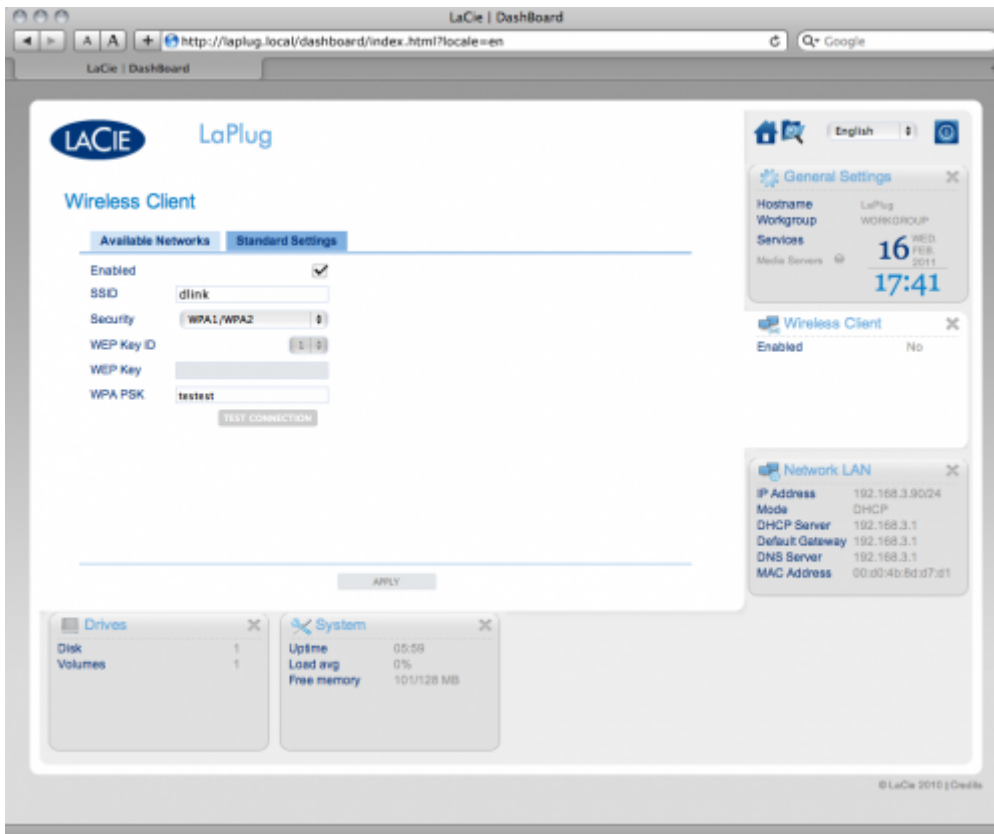 LaCie | DashBoard
A A + http://laplug.local/dashboard/index.html?locale=en Google
LaCie | DashBoard
LACIE
LaPlug
English
Wireless Client
Available Networks Standard Settings
Enabled
SSID dlink
Security WPA1/WPA2
WEP Key ID 1
WEP Key
WPA PSK testest
TEST CONNECTION
APPLY
General Settings
Hostname LaPlug
Workgroup WORKGROUP
Services
Media Servers
16 WED. FEB. 2011
17:41
Wireless Client
Enabled No
Network LAN
IP Address 192.168.3.90/24
Mode DHCP
DHCP Server 192.168.3.1
Default Gateway 192.168.3.1
DNS Server 192.168.3.1
MAC Address 00:d0:4b:8d:d7:d1
Drives
Disk 1
Volumes 1
System
Uptime 05:59
Load avg 0%
Free memory 101/128 MB
© LaCie 2010 | Credits